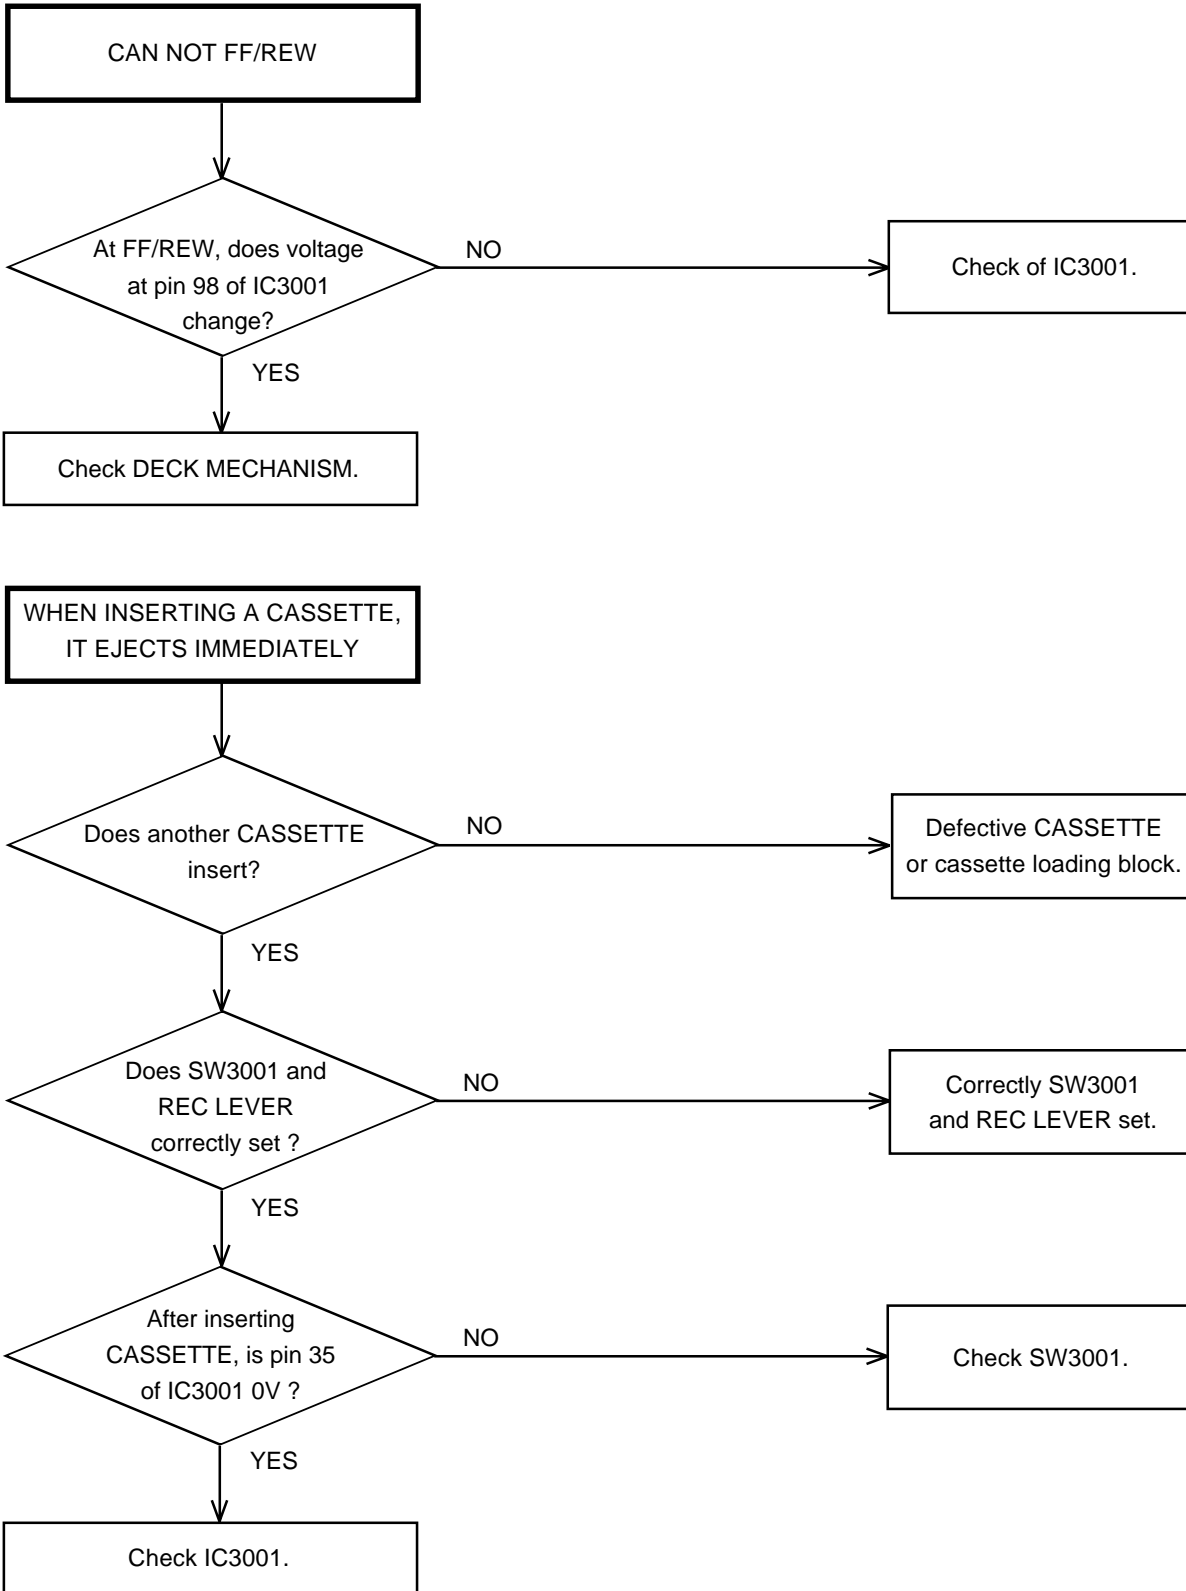 CAN NOT FF/REW
At FF/REW, does voltage
at pin 98 of IC3001
change?
NO
Check of IC3001.
YES
Check DECK MECHANISM.
WHEN INSERTING A CASSETTE,
IT EJECTS IMMEDIATELY
Does another CASSETTE
insert?
NO
Defective CASSETTE
or cassette loading block.
YES
Does SW3001 and
REC LEVER
correctly set ?
NO
Correctly SW3001
and REC LEVER set.
YES
After inserting
CASSETTE, is pin 35
of IC3001 0V ?
NO
Check SW3001.
YES
Check IC3001.